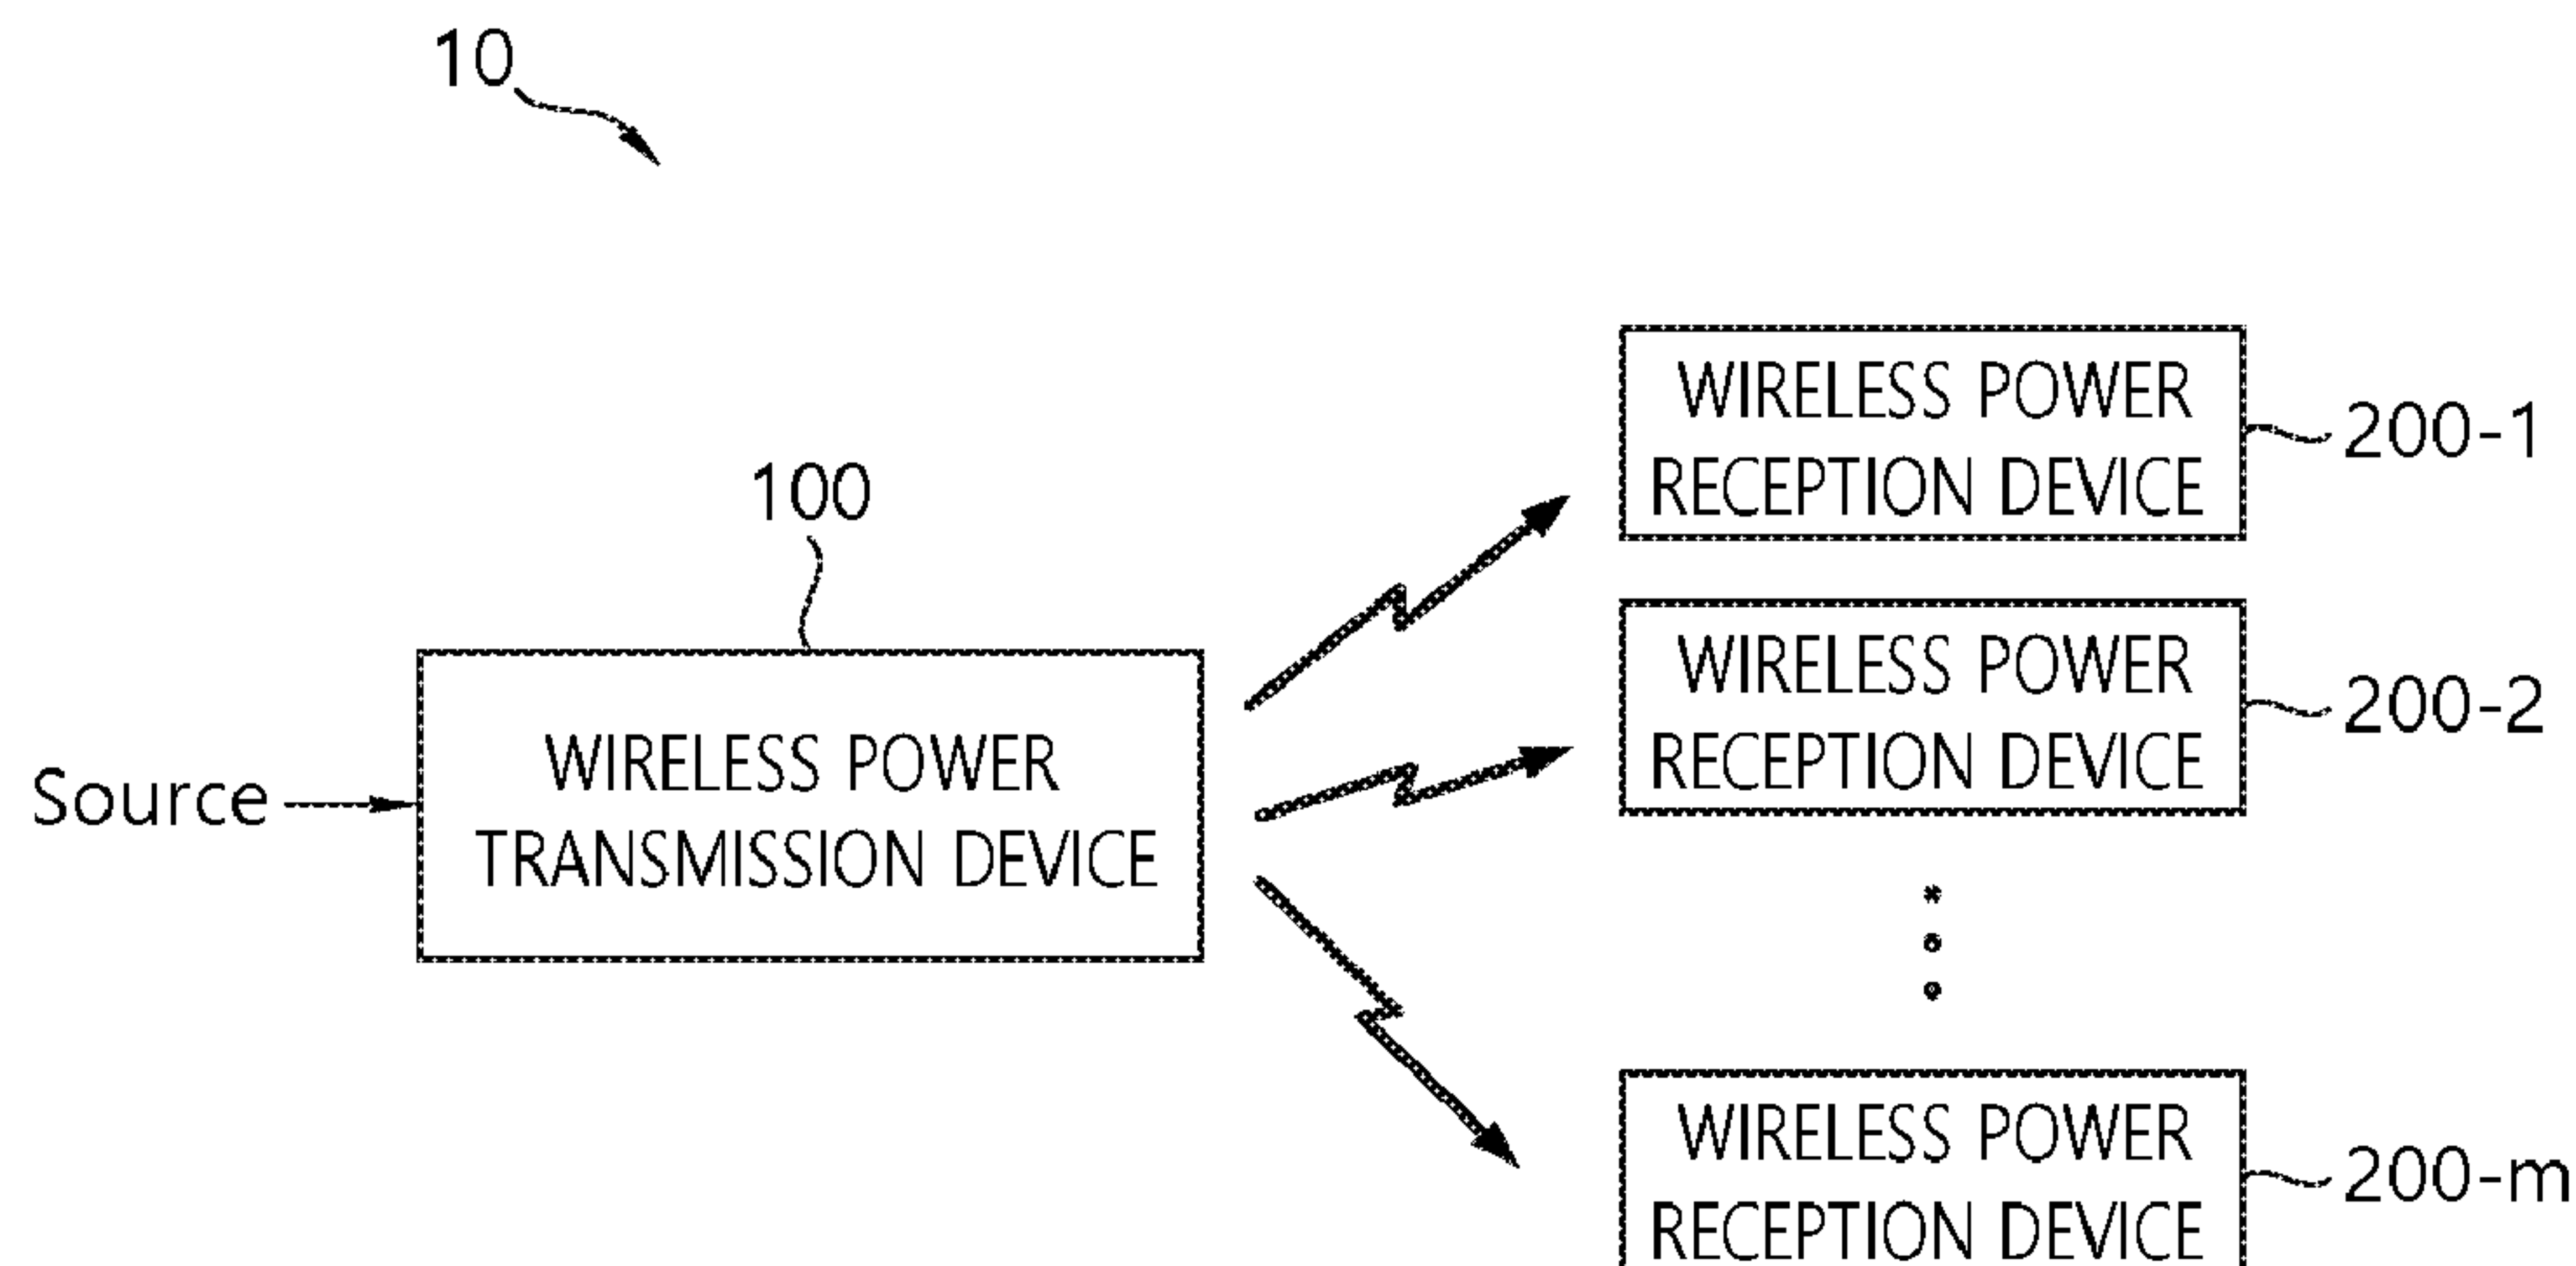 10
WIRELESS POWER
RECEPTION DEVICE
200-1
100
WIRELESS POWER
RECEPTION DEVICE
200-2
Source
WIRELESS POWER
TRANSMISSION DEVICE
WIRELESS POWER
RECEPTION DEVICE
200-m